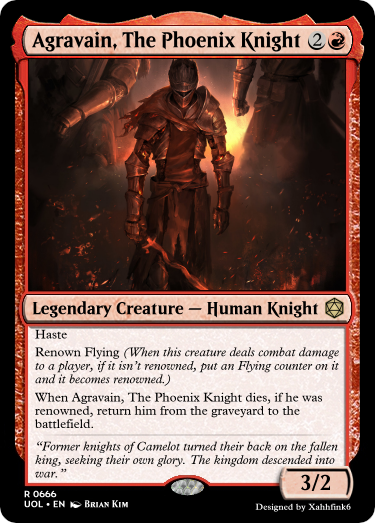 Agravain, The Phoenix Knight 2
Legendary Creature — Human Knight
Haste
Renown Flying (When this creature deals combat damage
to a player, if it isn't renowned, put an Flying counter on it
and it becomes renowned.)
When Agravain, The Phoenix Knight dies, if he
was renowned, return him from the graveyard to the
battlefield.
"Former knights of Camelot turned their back on the fallen
king, seeking their own glory. The kingdom descended into
war."
3/2
R 0666
UOL • EN Brian Kim
Designed by Xahhfink6